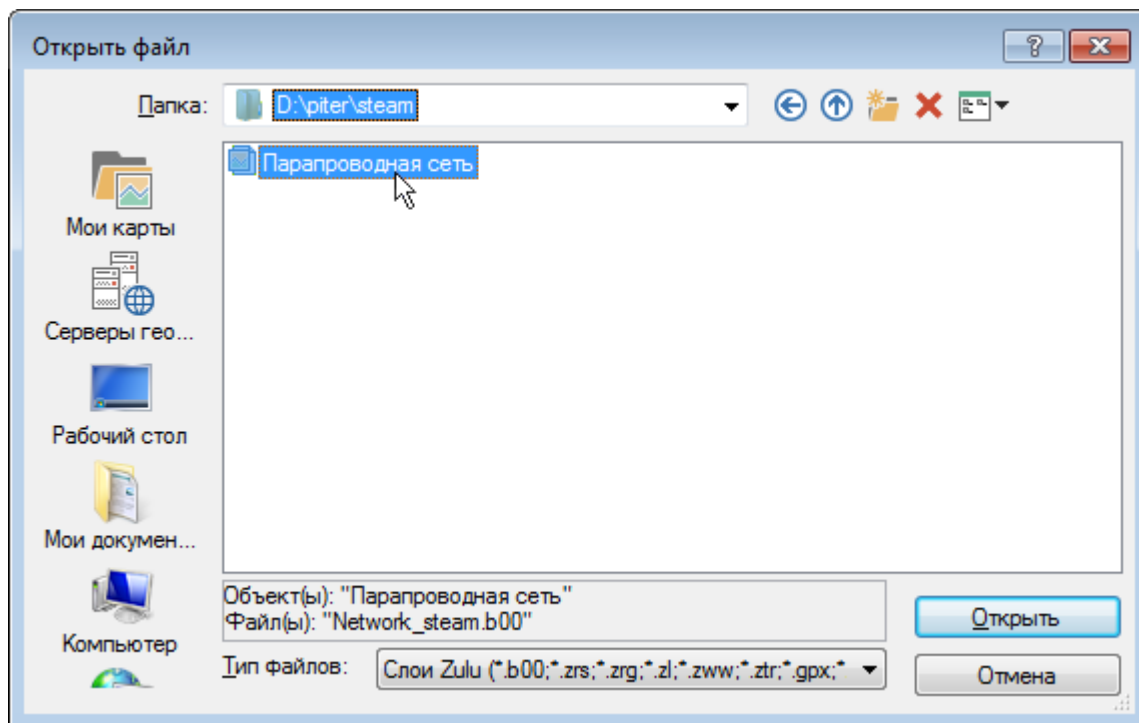 Открыть файл
Папка:
D:\piter\steam
Парапроводная сеть
Мои карты
Серверы гео...
Рабочий стол
Мои докумен...
Компьютер
Объект(ы): "Парапроводная сеть"
Файл(ы): "Network_steam.b00"
Открыть
Тип файлов:
Слои Zulu (*.b00;*.zrs;*.zrg;*.zl;*.zww;*.ztr;*.gpx;*
Отмена